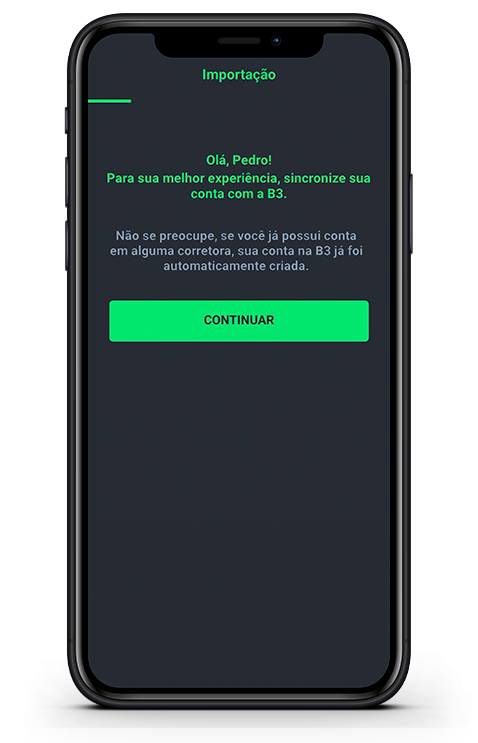 Importação
Olá, Pedro!
Para sua melhor experiência, sincronize sua
conta com a B3.
Não se preocupe, se você já possui conta
em alguma corretora, sua conta na B3 já foi
automaticamente criada.
CONTINUAR